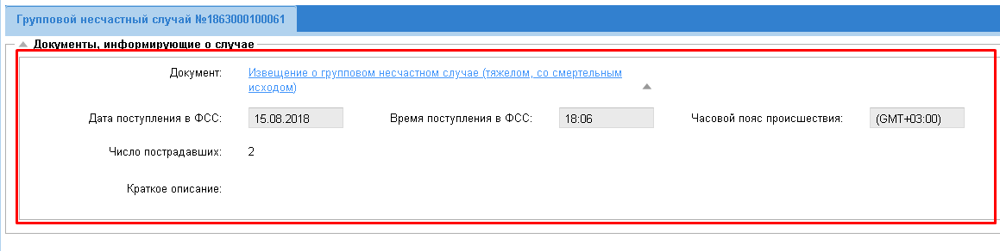 Групповой несчастный случай №1863000100061
Документы, информирующие о случае
Документ: Извещение о групповом несчастном случае (тяжелом, со смертельным
исходом)
Дата поступления в ФСС: 15.08.2018 Время поступления в ФСС: 18:06 Часовой пояс происшествия: (GMT+03:00)
Число пострадавших: 2
Краткое описание: